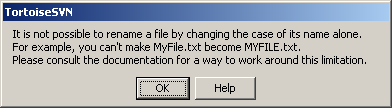 TortoiseSVN
It is not possible to rename a file by changing the case of its name alone.
For example, you can't make MyFile.txt become MYFILE.txt.
Please consult the documentation for a way to work around this limitation.
OK
Help